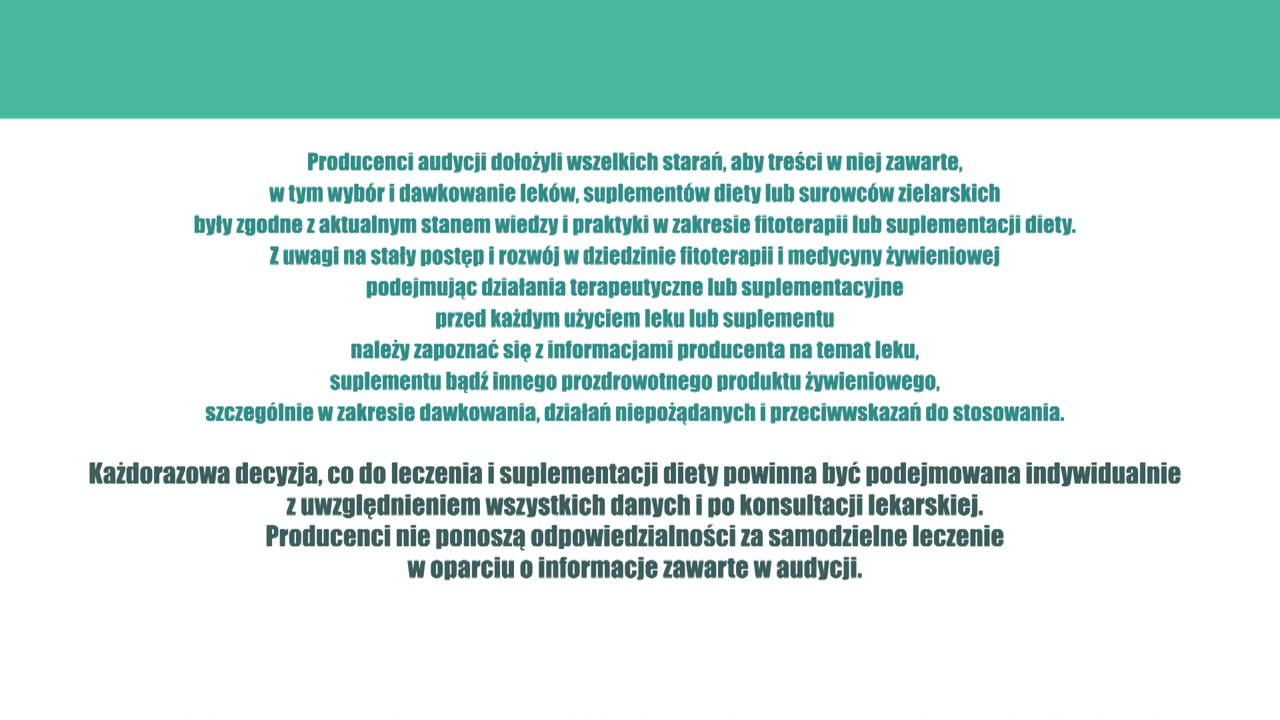 Producenci audycji dołożyli wszelkich starań, aby treści w niej zawarte,
w tym wybór i dawkowanie leków, suplementów diety lub surowców zielarskich
były zgodne z aktualnym stanem wiedzy i praktyki w zakresie fitoterapii lub suplementacji diety.
Z uwagi na stały postęp i rozwój w dziedzinie fitoterapii i medycyny żywieniowej
podejmując działania terapeutyczne lub suplementacyjne
przed każdym użyciem leku lub suplementu
należy zapoznać się z informacjami producenta na temat leku,
suplementu bądź innego prozdrowotnego produktu żywieniowego,
szczególnie w zakresie dawkowania, działań niepożądanych i przeciwwskazań do stosowania.
Każdorazowa decyzja, co do leczenia i suplementacji diety powinna być podejmowana indywidualnie
z uwzględnieniem wszystkich danych i po konsultacji lekarskiej.
Producenci nie ponoszą odpowiedzialności za samodzielne leczenie
w oparciu o informacje zawarte w audycji.